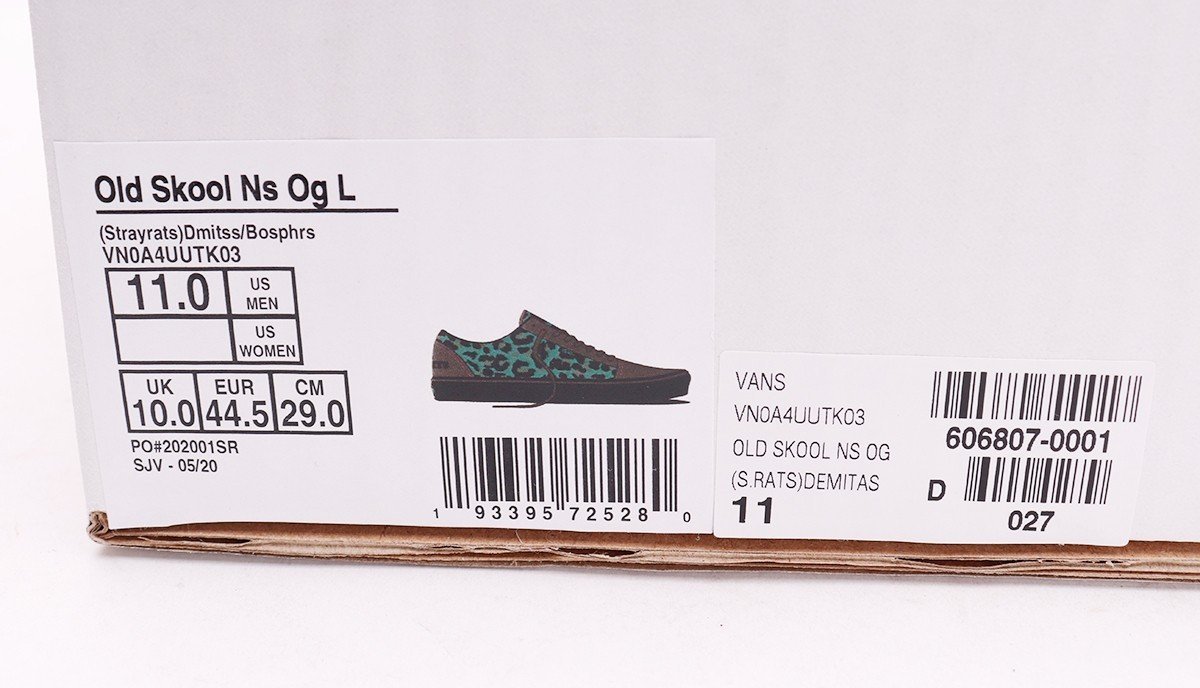 Old Skool Ns Og L
(Strayrats)Dmitss/Bosphrs
VN0A4UUTK03
11.0 US MEN
US WOMEN
UK EUR CM
10.0 44.5 29.0
PO#202001SR
SJV - 05/20
1 93395 72528 0
VANS
VN0A4UUTK03
OLD SKOOL NS OG
(S.RATS)DEMITAS
11
606807-0001
D
027